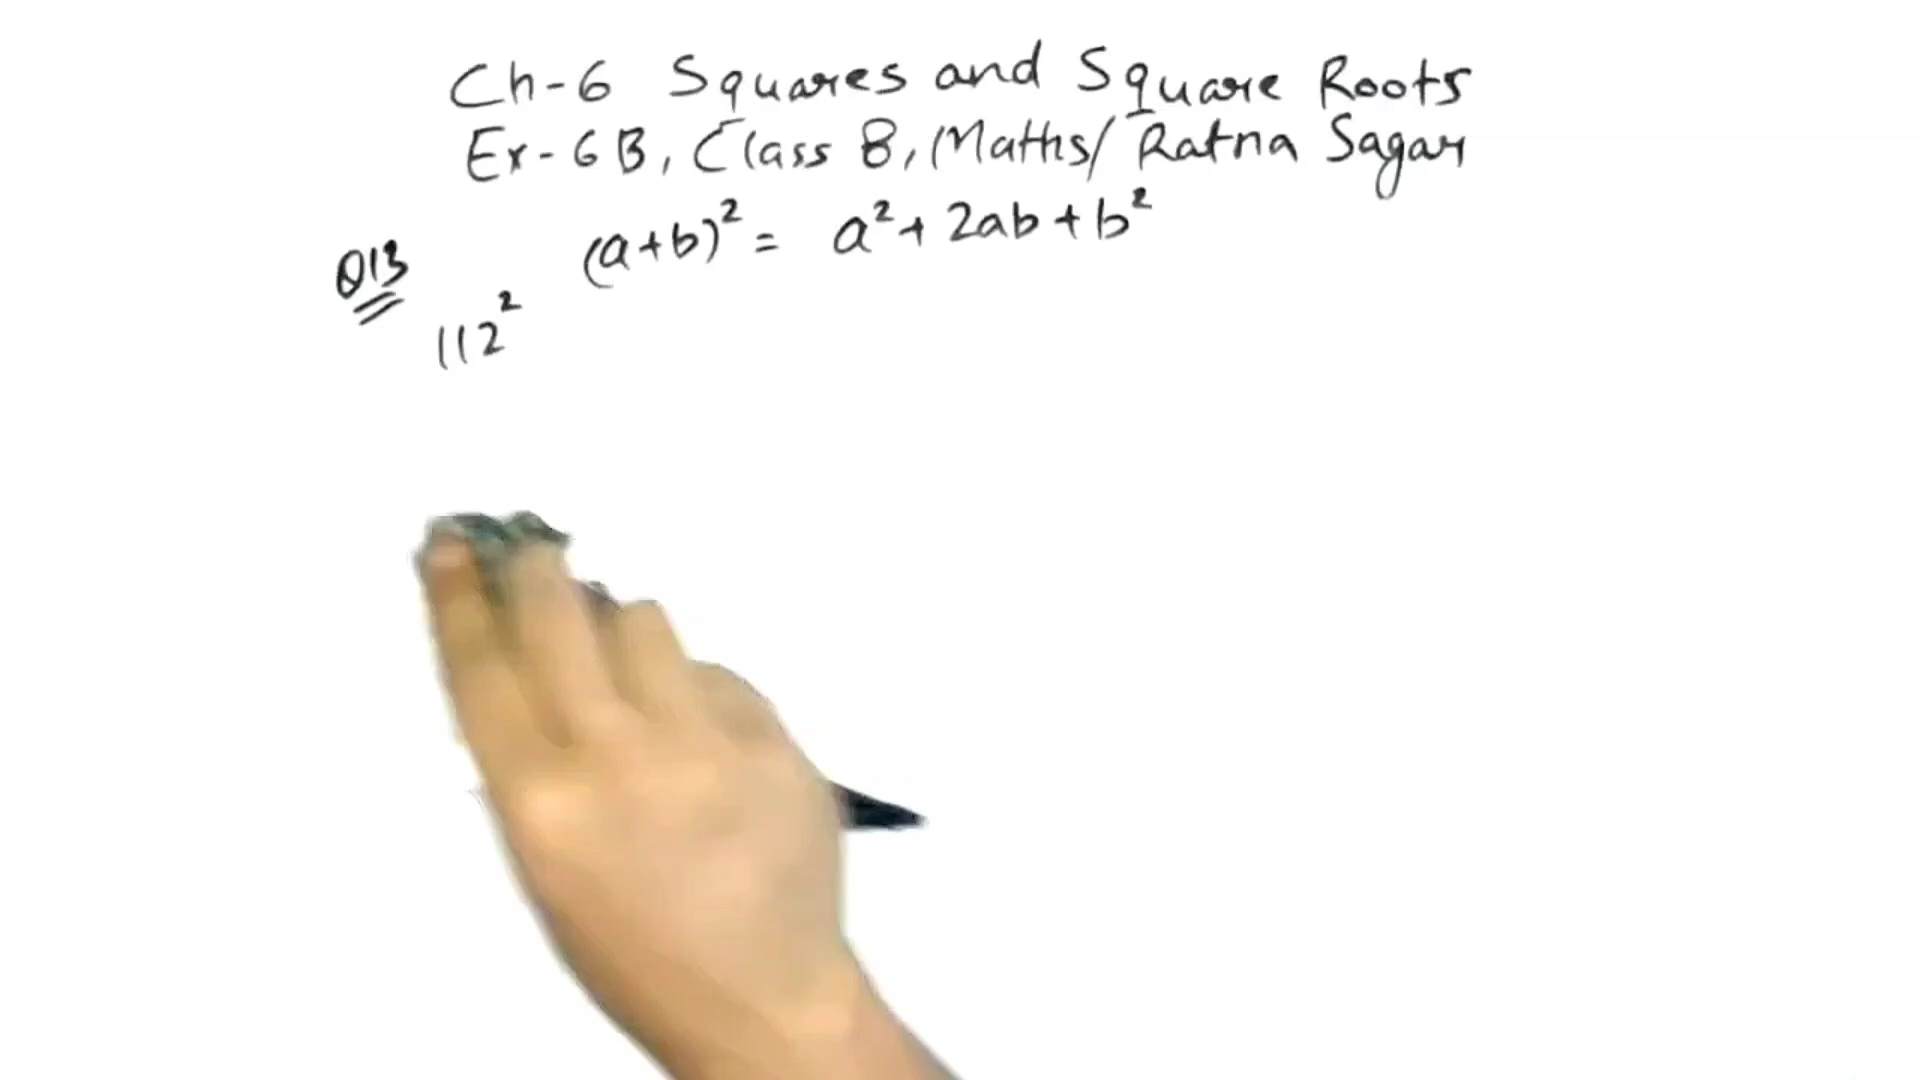 Ch-6 Squares and Square Roots
Ex-6B, Class 8, Maths/Ratna Sagar
(a+b)² = a²+2ab+b²
Q13
112²